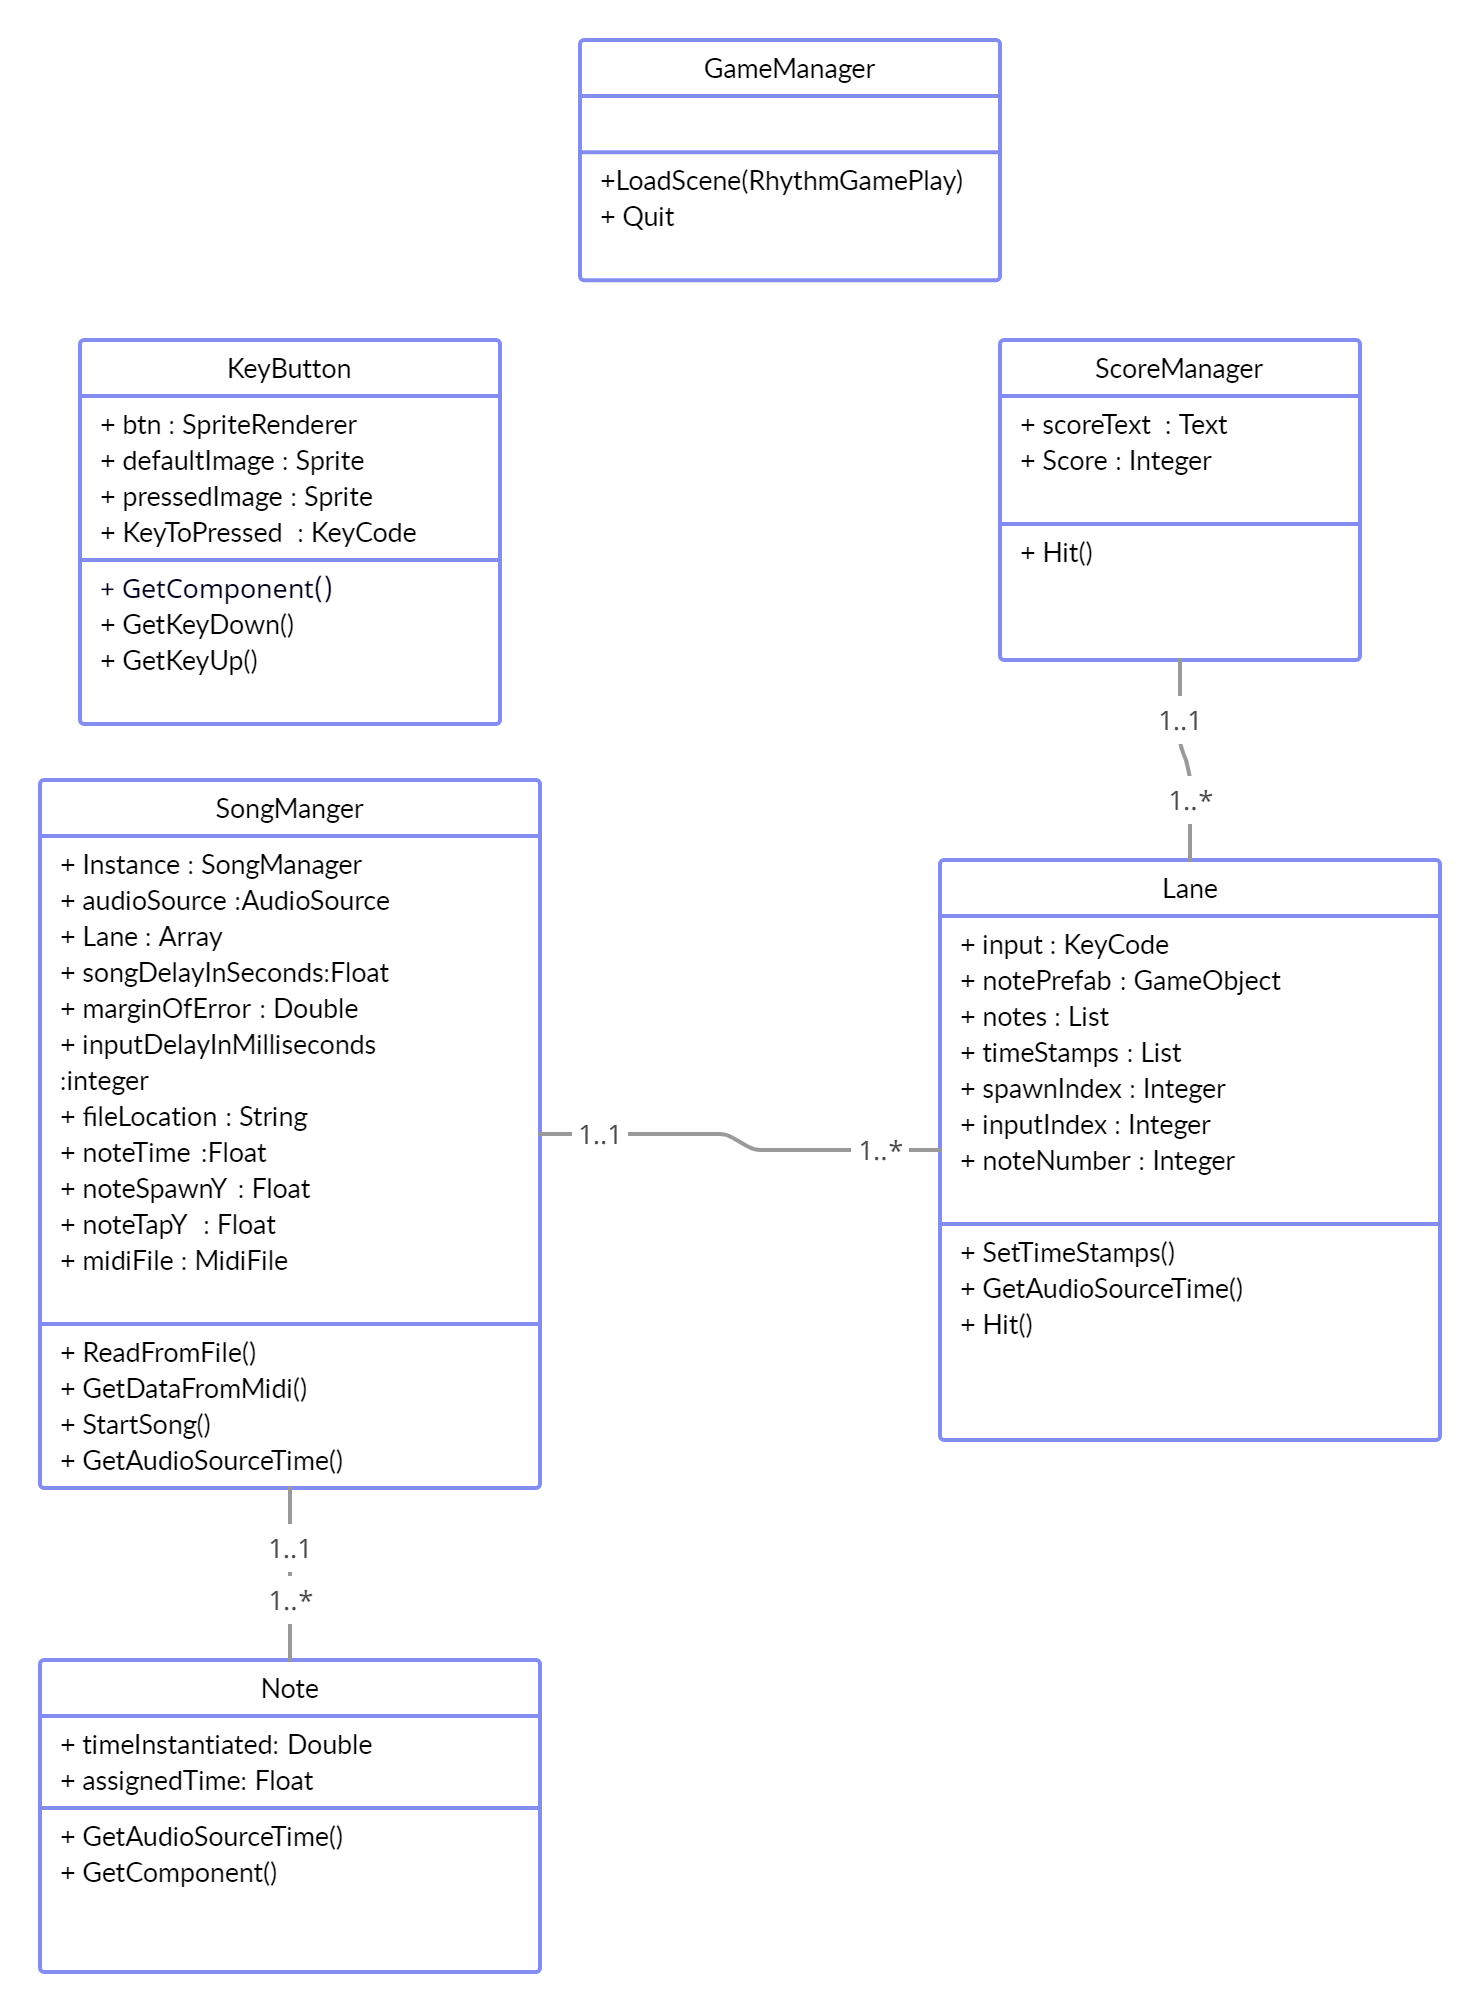 GameManager
+LoadScene(RhythmGamePlay)
+ Quit
KeyButton
+ btn : SpriteRenderer
+ defaultImage : Sprite
+ pressedImage : Sprite
+ KeyToPressed : KeyCode
+ GetComponent()
+ GetKeyDown()
+ GetKeyUp()
ScoreManager
+ scoreText : Text
+ Score : Integer
+ Hit()
1..1
1..*
SongManger
+ Instance : SongManager
+ audioSource :AudioSource
+ Lane : Array
+ songDelayInSeconds:Float
+ marginOfError : Double
+ inputDelayInMilliseconds
:integer
+ fileLocation : String
+ noteTime :Float
+ noteSpawnY : Float
+ noteTapY : Float
+ midiFile : MidiFile
+ ReadFromFile()
+ GetDataFromMidi()
+ StartSong()
+ GetAudioSourceTime()
1..1
1..*
Lane
+ input : KeyCode
+ notePrefab : GameObject
+ notes : List
+ timeStamps : List
+ spawnIndex : Integer
+ inputIndex : Integer
+ noteNumber : Integer
+ SetTimeStamps()
+ GetAudioSourceTime()
+ Hit()
1..1
1..*
Note
+ timeInstantiated: Double
+ assignedTime: Float
+ GetAudioSourceTime()
+ GetComponent()